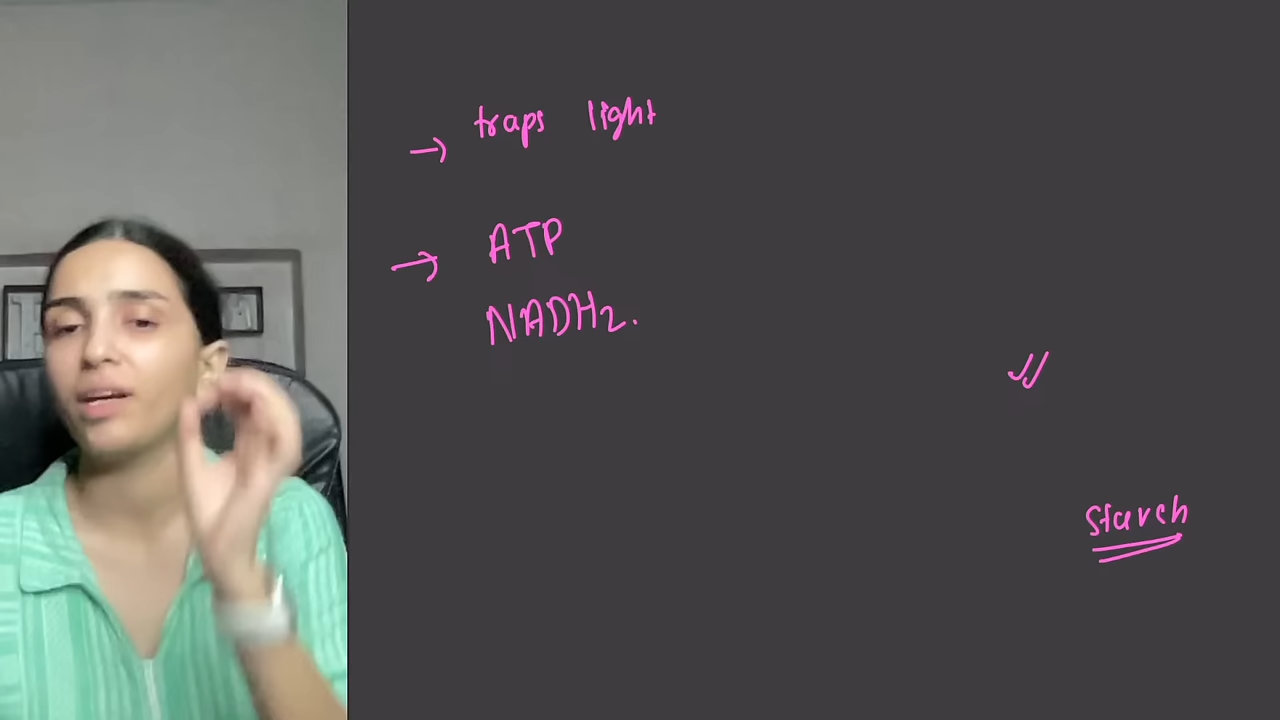 → traps light
→ ATP
NADH2.
Starch